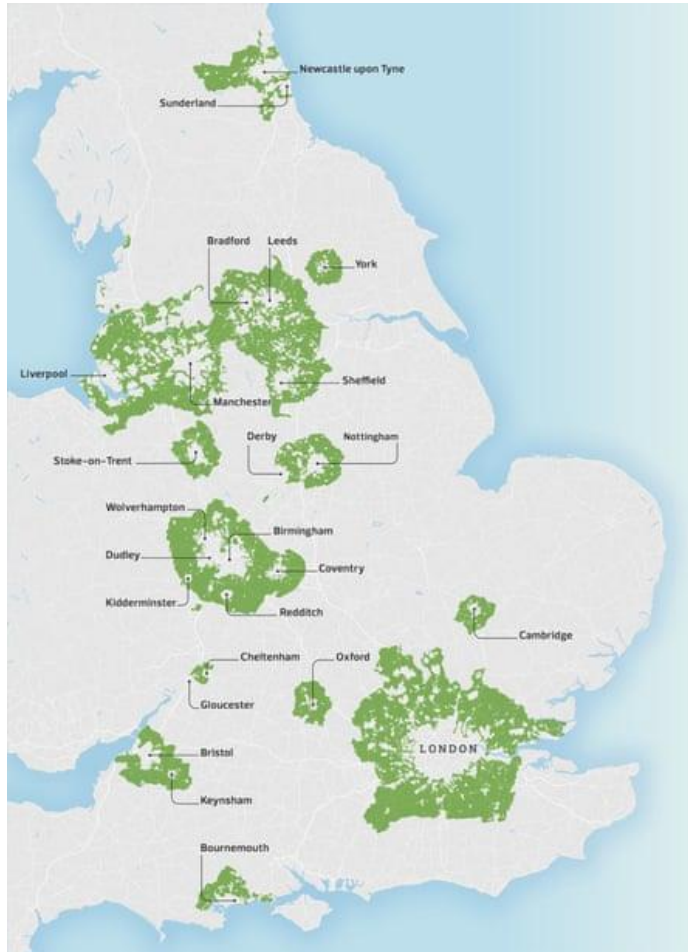 Newcastle upon Tyne
Sunderland
Bradford
Leeds
York
Liverpool
Manchester
Sheffield
Stoke-on-Trent
Derby
Nottingham
Wolverhampton
Birmingham
Dudley
Coventry
Kidderminster
Redditch
Cambridge
Cheltenham
Oxford
Gloucester
LONDON
Bristol
Keynsham
Bournemouth